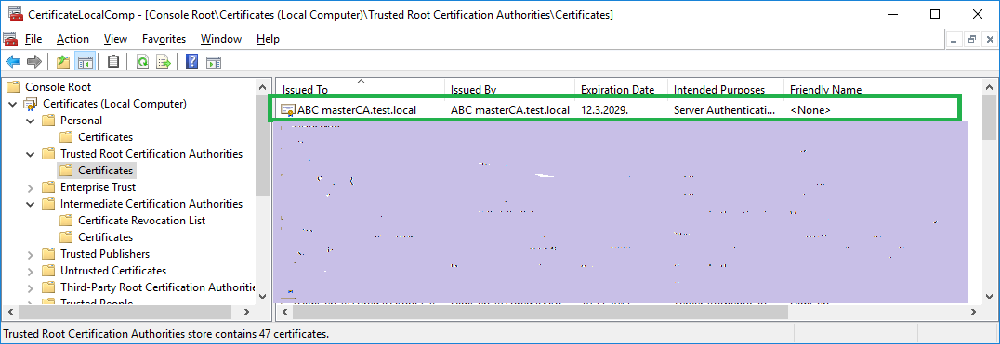 CertificateLocalComp - [Console Root\Certificates (Local Computer)\Trusted Root Certification Authorities\Certificates]
File Action View Favorites Window Help
Console Root
Certificates (Local Computer)
Personal
Certificates
Trusted Root Certification Authorities
Certificates
Enterprise Trust
Intermediate Certification Authorities
Certificate Revocation List
Certificates
Trusted Publishers
Untrusted Certificates
Third-Party Root Certification Authoritie
Trusted People
Issued To Issued By Expiration Date Intended Purposes Friendly Name
ABC masterCA.test.local ABC masterCA.test.local 12.3.2029. Server Authenticati... <None>
Trusted Root Certification Authorities store contains 47 certificates.